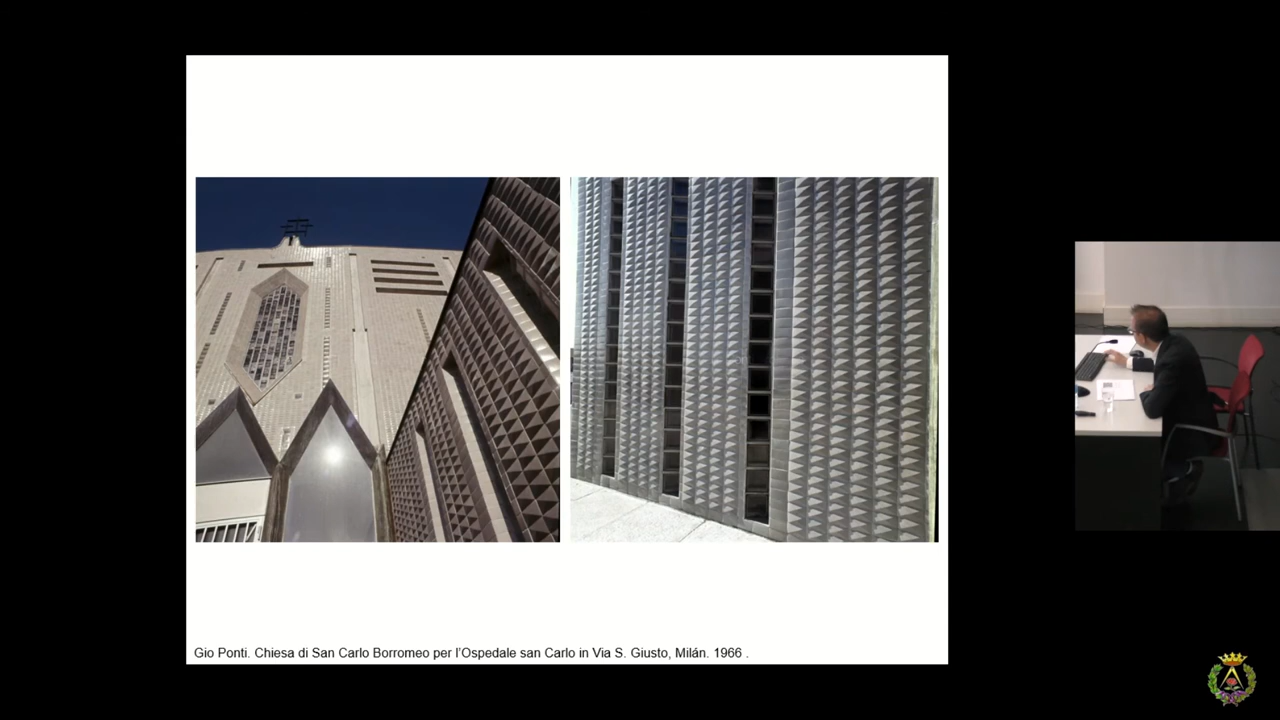 Gio Ponti. Chiesa di San Carlo Borromeo per l’Ospedale san Carlo in Via S. Giusto, Milán. 1966 .